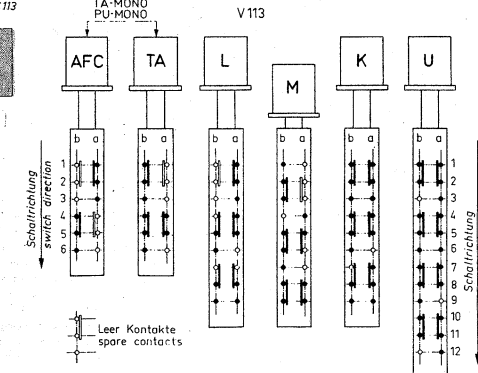 113
TA-MONO
PU-MONO
V 113
AFC
TA
L
M
K
U
b a
b a
b a
b a
b a
b a
1
2
3
4
5
6
1
2
3
4
5
6
7
8
9
10
11
12
Schaltrichtung
switch direction
Schaltrichtung
Leer Kontakte
spare contacts